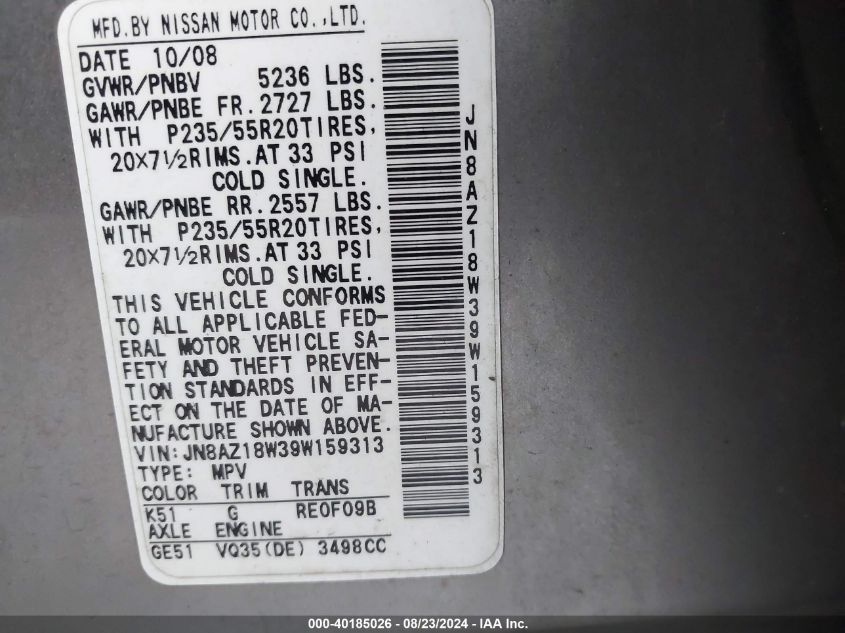 MFD.BY NISSAN MOTOR CO.,LTD.
DATE 10/08
GVWR/PNBV 5236 LBS.
GAWR/PNBE FR.2727 LBS.
WITH P235/55R20TIRES,
20X7½RIMS.AT 33 PSI
COLD SINGLE.
GAWR/PNBE RR.2557 LBS.
WITH P235/55R20TIRES,
20X7½RIMS.AT 33 PSI
COLD SINGLE.
THIS VEHICLE CONFORMS
TO ALL APPLICABLE FED-
ERAL MOTOR VEHICLE SA-
FETY AND THEFT PREVEN-
TION STANDARDS IN EFF-
ECT ON THE DATE OF MA-
NUFACTURE SHOWN ABOVE.
VIN:JN8AZ18W39W159313
TYPE: MPV
COLOR TRIM TRANS
K51 G RE0F09B
AXLE ENGINE
GE51 VQ35(DE) 3498CC
JN8AZ18W39W159313
000-40185026 - 08/23/2024 - IAA Inc.